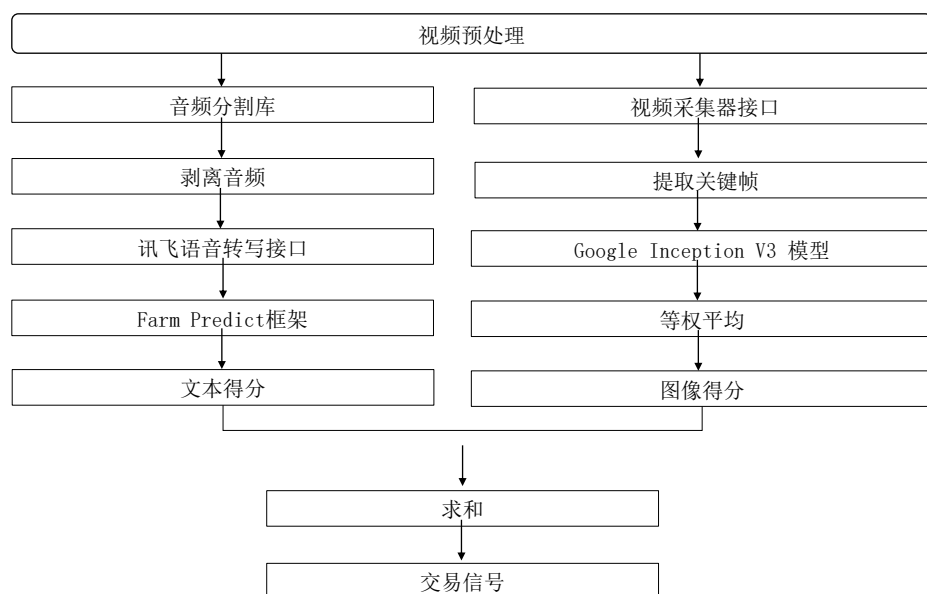 视频预处理
音频分割库
视频采集器接口
剥离音频
提取关键帧
讯飞语音转写接口
Google Inception V3 模型
Farm Predict框架
等权平均
文本得分
图像得分
求和
交易信号